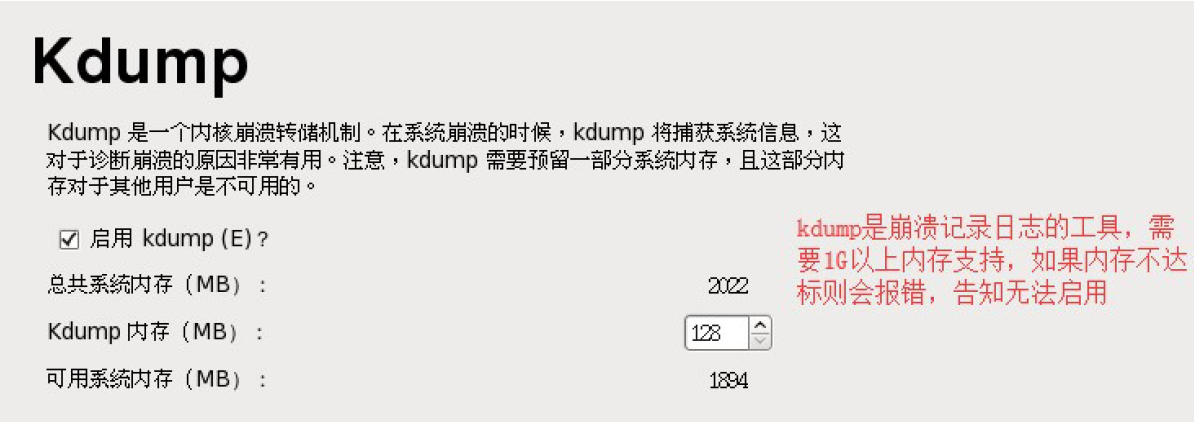 Kdump
Kdump 是一个内核崩溃转储机制。在系统崩溃的时候，kdump 将捕获系统信息，这
对于诊断崩溃的原因非常有用。注意，kdump 需要预留一部分系统内存，且这部分内
存对于其他用户是不可用的。
启用 kdump (E)？
总共系统内存（MB）： 2022
Kdump 内存（MB）： 128
可用系统内存（MB）： 1894
kdump是崩溃记录日志的工具，需
要1G以上内存支持，如果内存不达
标则会报错，告知无法启用